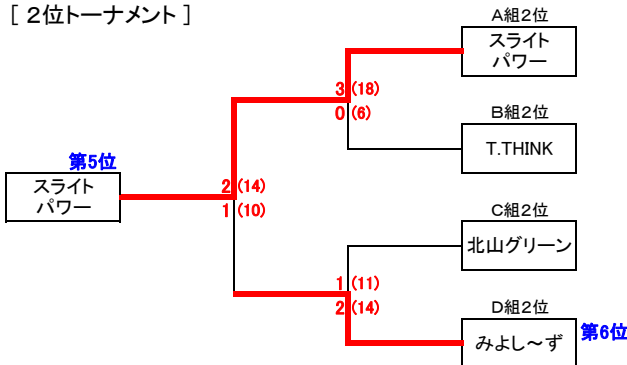 [ 2位トーナメント ]
A組2位
スライト
パワー
3 (18)
0 (6)
B組2位
T.THINK
第5位
スライト
パワー
2 (14)
1 (10)
C組2位
北山グリーン
1 (11)
2 (14)
D組2位
みよし～ず
第6位